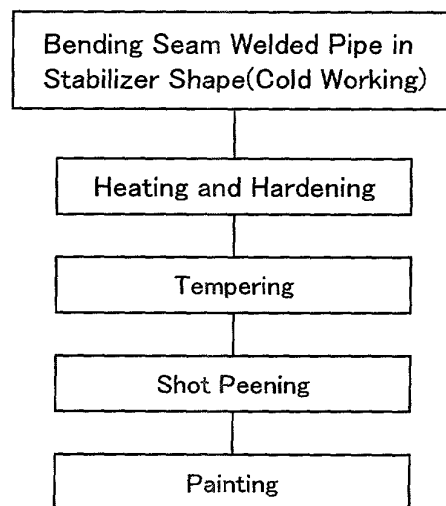 Bending Seam Welded Pipe in
Stabilizer Shape(Cold Working)
Heating and Hardening
Tempering
Shot Peening
Painting